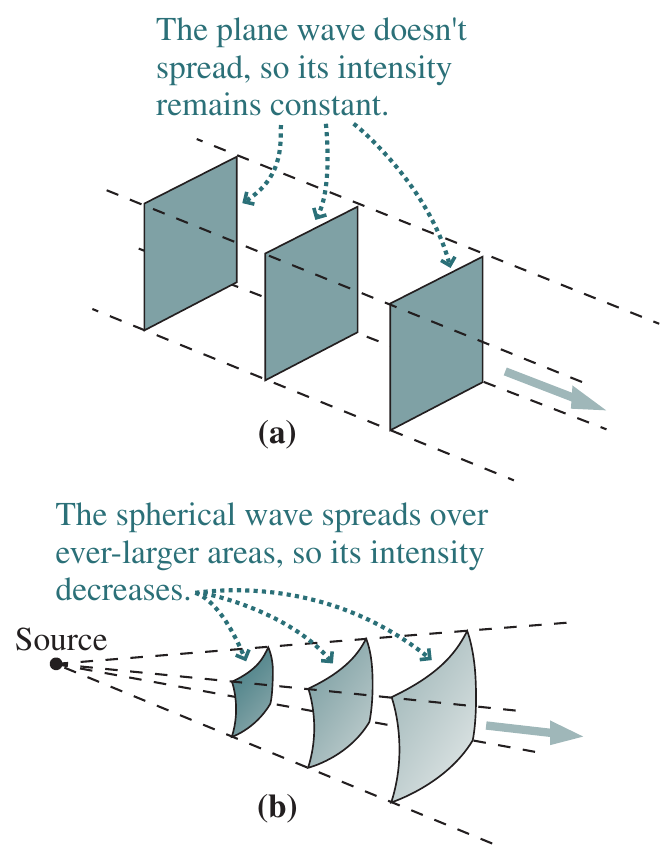 The plane wave doesn't
spread, so its intensity
remains constant.
(a)
The spherical wave spreads over
ever-larger areas, so its intensity
decreases.
Source
(b)